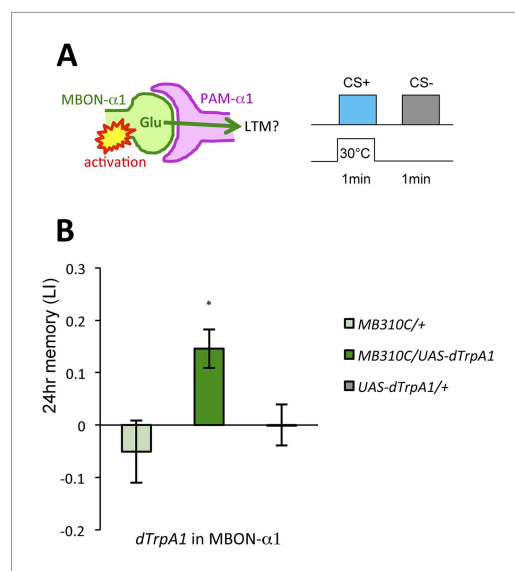 A
MBON-α1
PAM-α1
Glu
LTM?
activation
CS+
CS-
30°C
1min
1min
B
24hr memory (LI)
0.3
0.2
0.1
0
-0.1
-0.2
*
MB310C/+
MB310C/UAS-dTrpA1
UAS-dTrpA1/+
dTrpA1 in MBON-α1